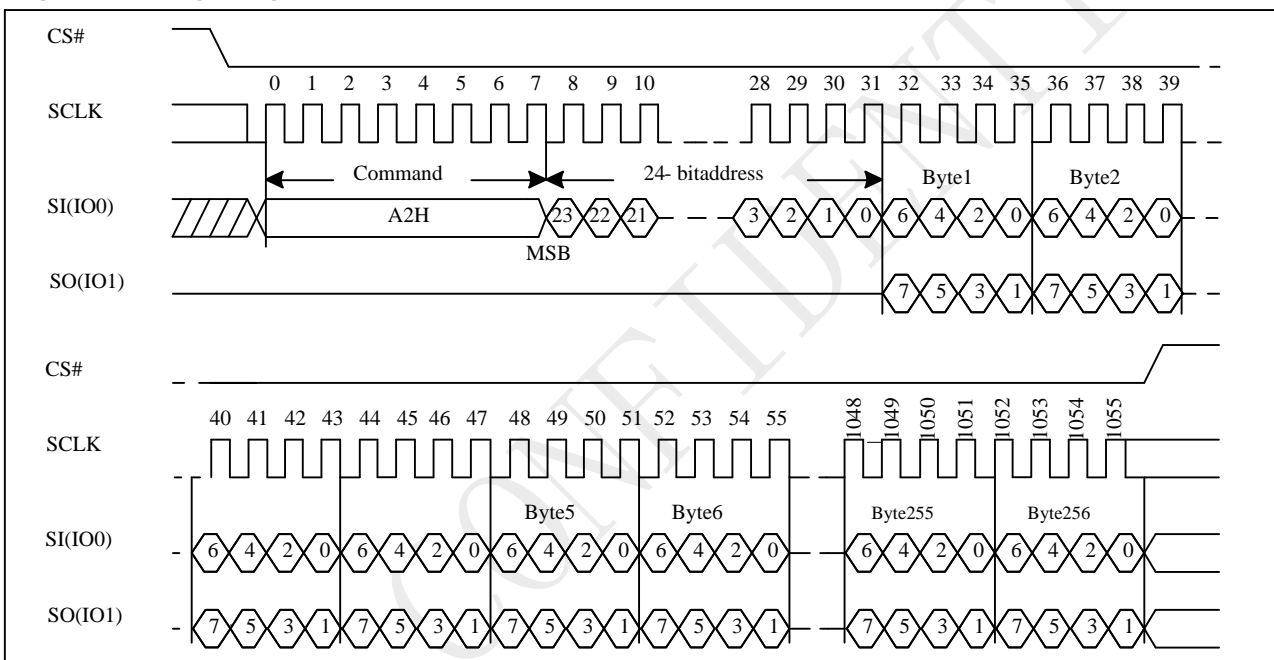 CS#
0 1 2 3 4 5 6 7 8 9 10 28 29 30 31 32 33 34 35 36 37 38 39
SCLK
Command 24- bitaddress Byte1 Byte2
SI(IO0) A2H 23 22 21 3 2 1 0 6 4 2 0 6 4 2 0
MSB
SO(IO1) 7 5 3 1 7 5 3 1
CS#
40 41 42 43 44 45 46 47 48 49 50 51 52 53 54 55 1048 1049 1050 1051 1052 1053 1054 1055
SCLK
Byte5 Byte6 Byte255 Byte256
SI(IO0) 6 4 2 0 6 4 2 0 6 4 2 0 6 4 2 0 6 4 2 0 6 4 2 0
SO(IO1) 7 5 3 1 7 5 3 1 7 5 3 1 7 5 3 1 7 5 3 1 7 5 3 1
CONFIDENT